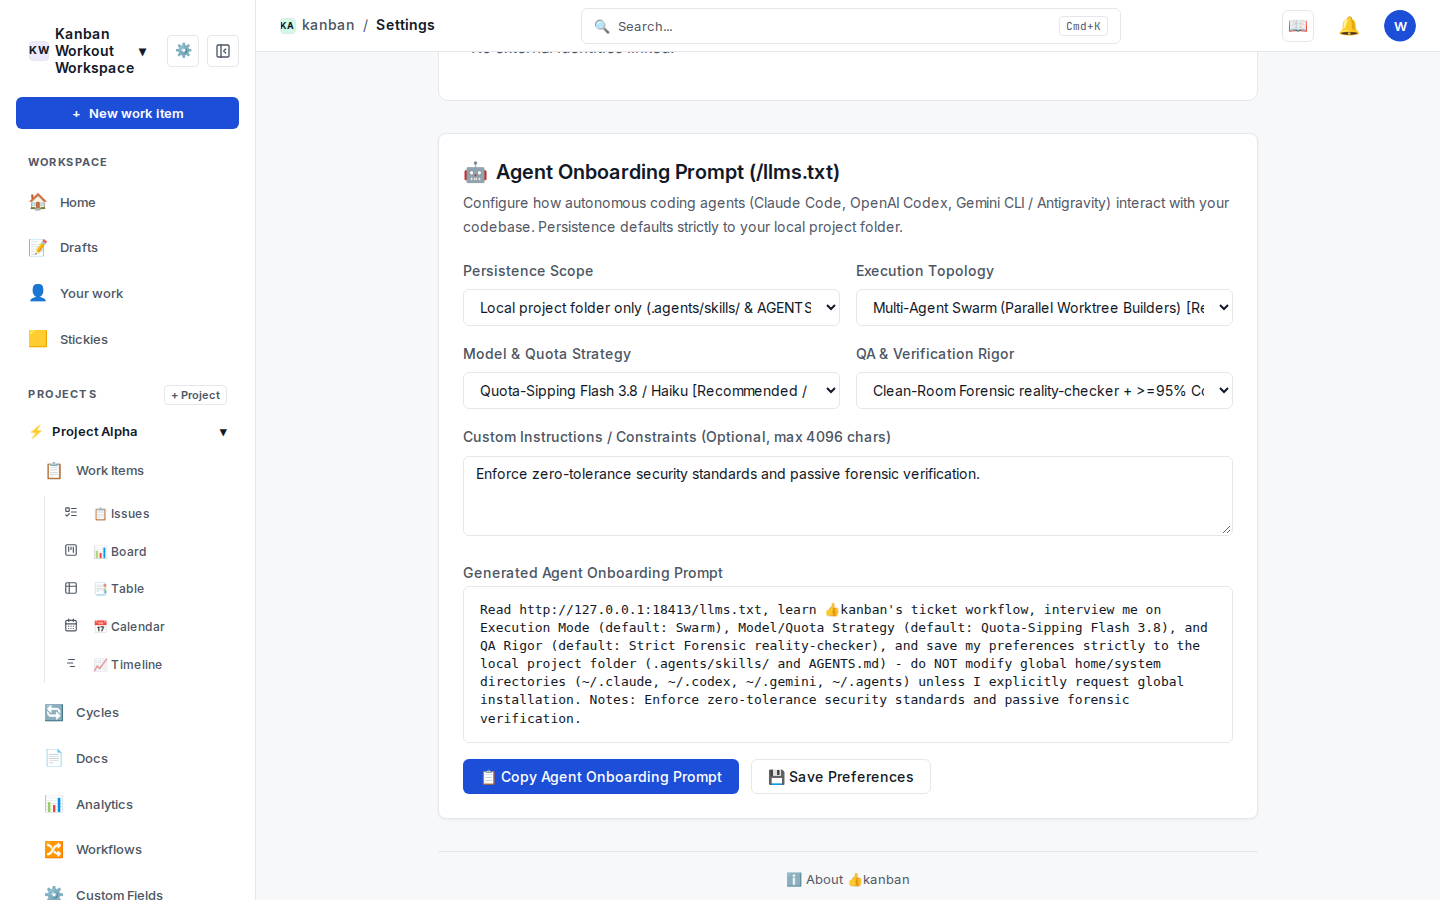 KW Kanban Workout Workspace ▼
+ New work item
WORKSPACE
Home
Drafts
Your work
Stickies
PROJECTS
+ Project
Project Alpha ▼
Work Items
Issues
Board
Table
Calendar
Timeline
Cycles
Docs
Analytics
Workflows
Custom Fields
KA kanban / Settings
Search... Cmd+K
W
🤖 Agent Onboarding Prompt (/llms.txt)
Configure how autonomous coding agents (Claude Code, OpenAI Codex, Gemini CLI / Antigravity) interact with your
codebase. Persistence defaults strictly to your local project folder.
Persistence Scope
Local project folder only (.agents/skills/ & AGENTS
Execution Topology
Multi-Agent Swarm (Parallel Worktree Builders) [Re
Model & Quota Strategy
Quota-Sipping Flash 3.8 / Haiku [Recommended /
QA & Verification Rigor
Clean-Room Forensic reality-checker + >=95% Co
Custom Instructions / Constraints (Optional, max 4096 chars)
Enforce zero-tolerance security standards and passive forensic verification.
Generated Agent Onboarding Prompt
Read http://127.0.0.1:18413/llms.txt, learn 👍kanban's ticket workflow, interview me on
Execution Mode (default: Swarm), Model/Quota Strategy (default: Quota-Sipping Flash 3.8), and
QA Rigor (default: Strict Forensic reality-checker), and save my preferences strictly to the
local project folder (.agents/skills/ and AGENTS.md) - do NOT modify global home/system
directories (~/.claude, ~/.codex, ~/.gemini, ~/.agents) unless I explicitly request global
installation. Notes: Enforce zero-tolerance security standards and passive forensic
verification.
📋 Copy Agent Onboarding Prompt
💾 Save Preferences
ℹ️ About 👍kanban